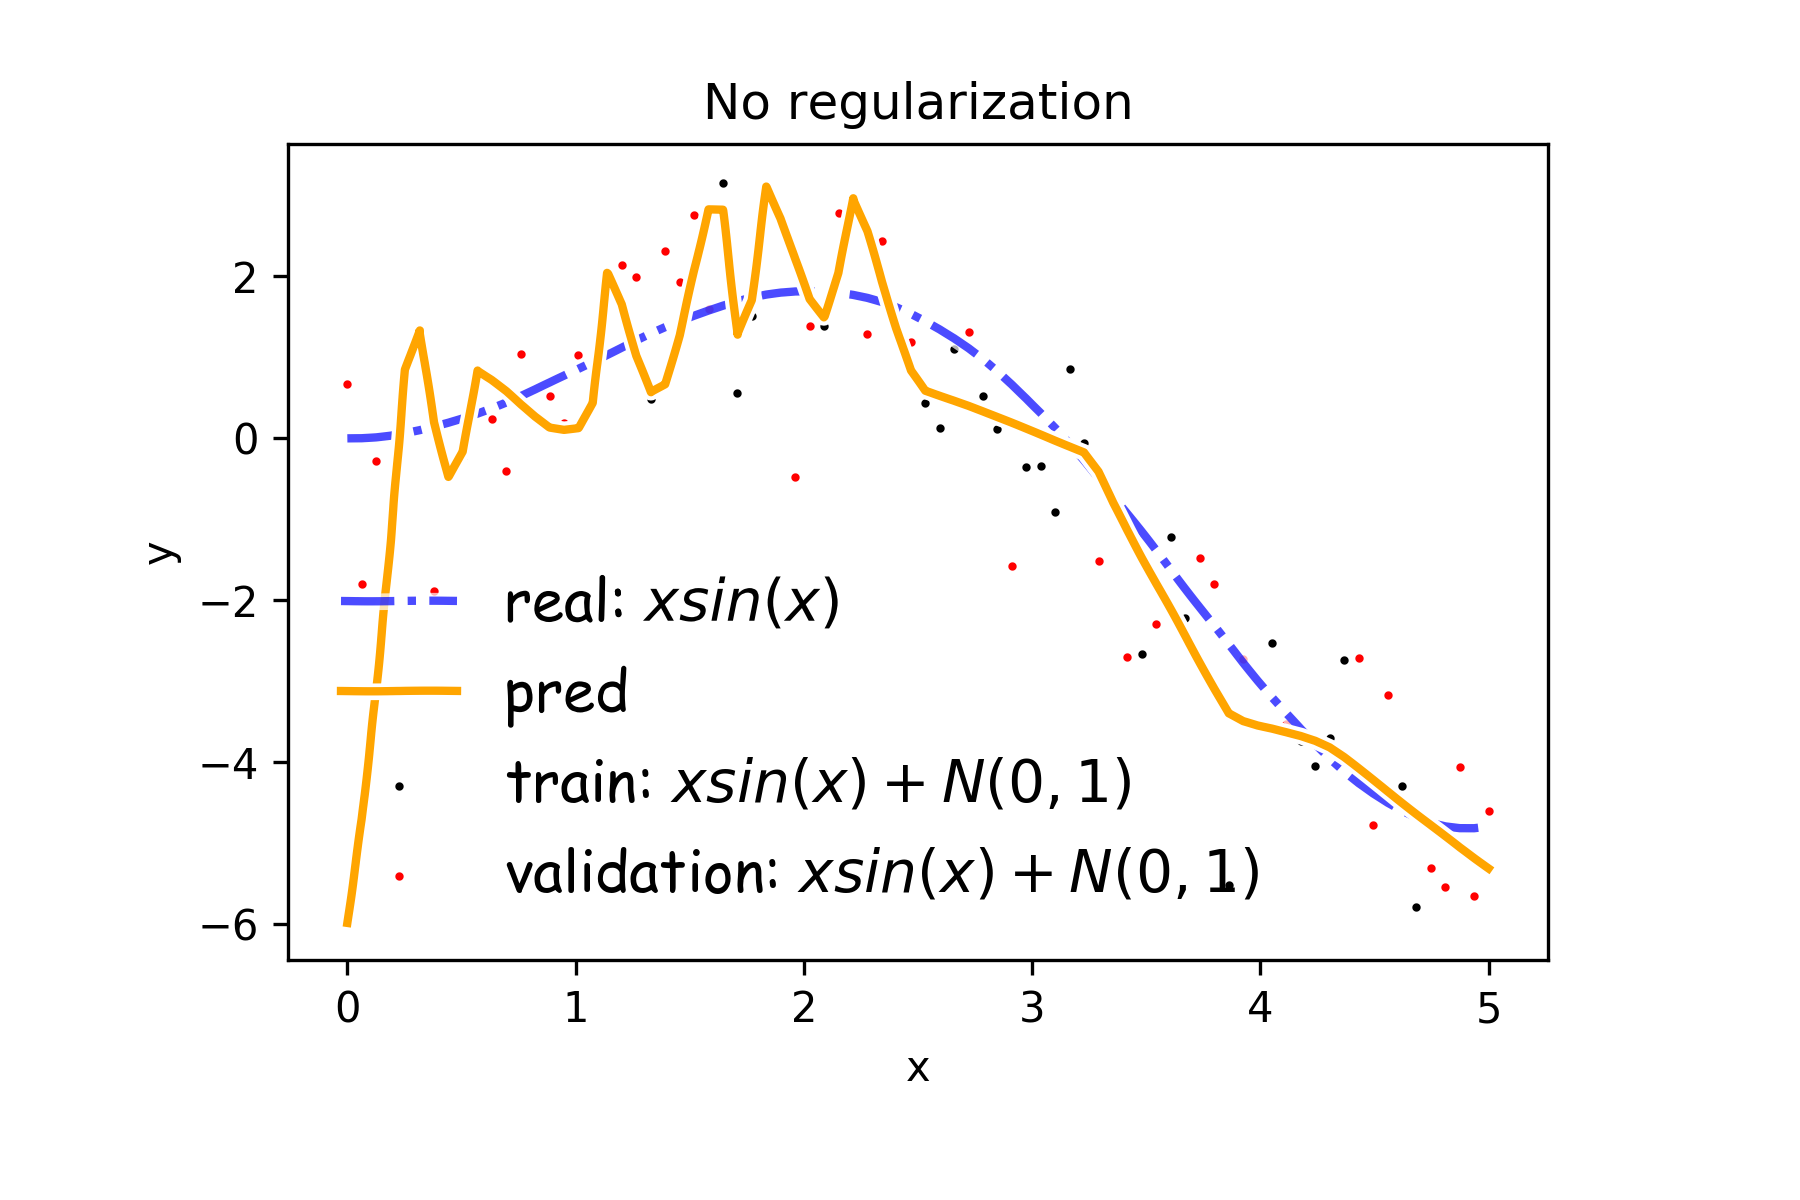 No regularization
y
2
0
−2
−4
−6
real: xsin(x)
pred
train: xsin(x) + N(0, 1)
validation: xsin(x) + N(0, 1)
0 1 2 3 4 5
x